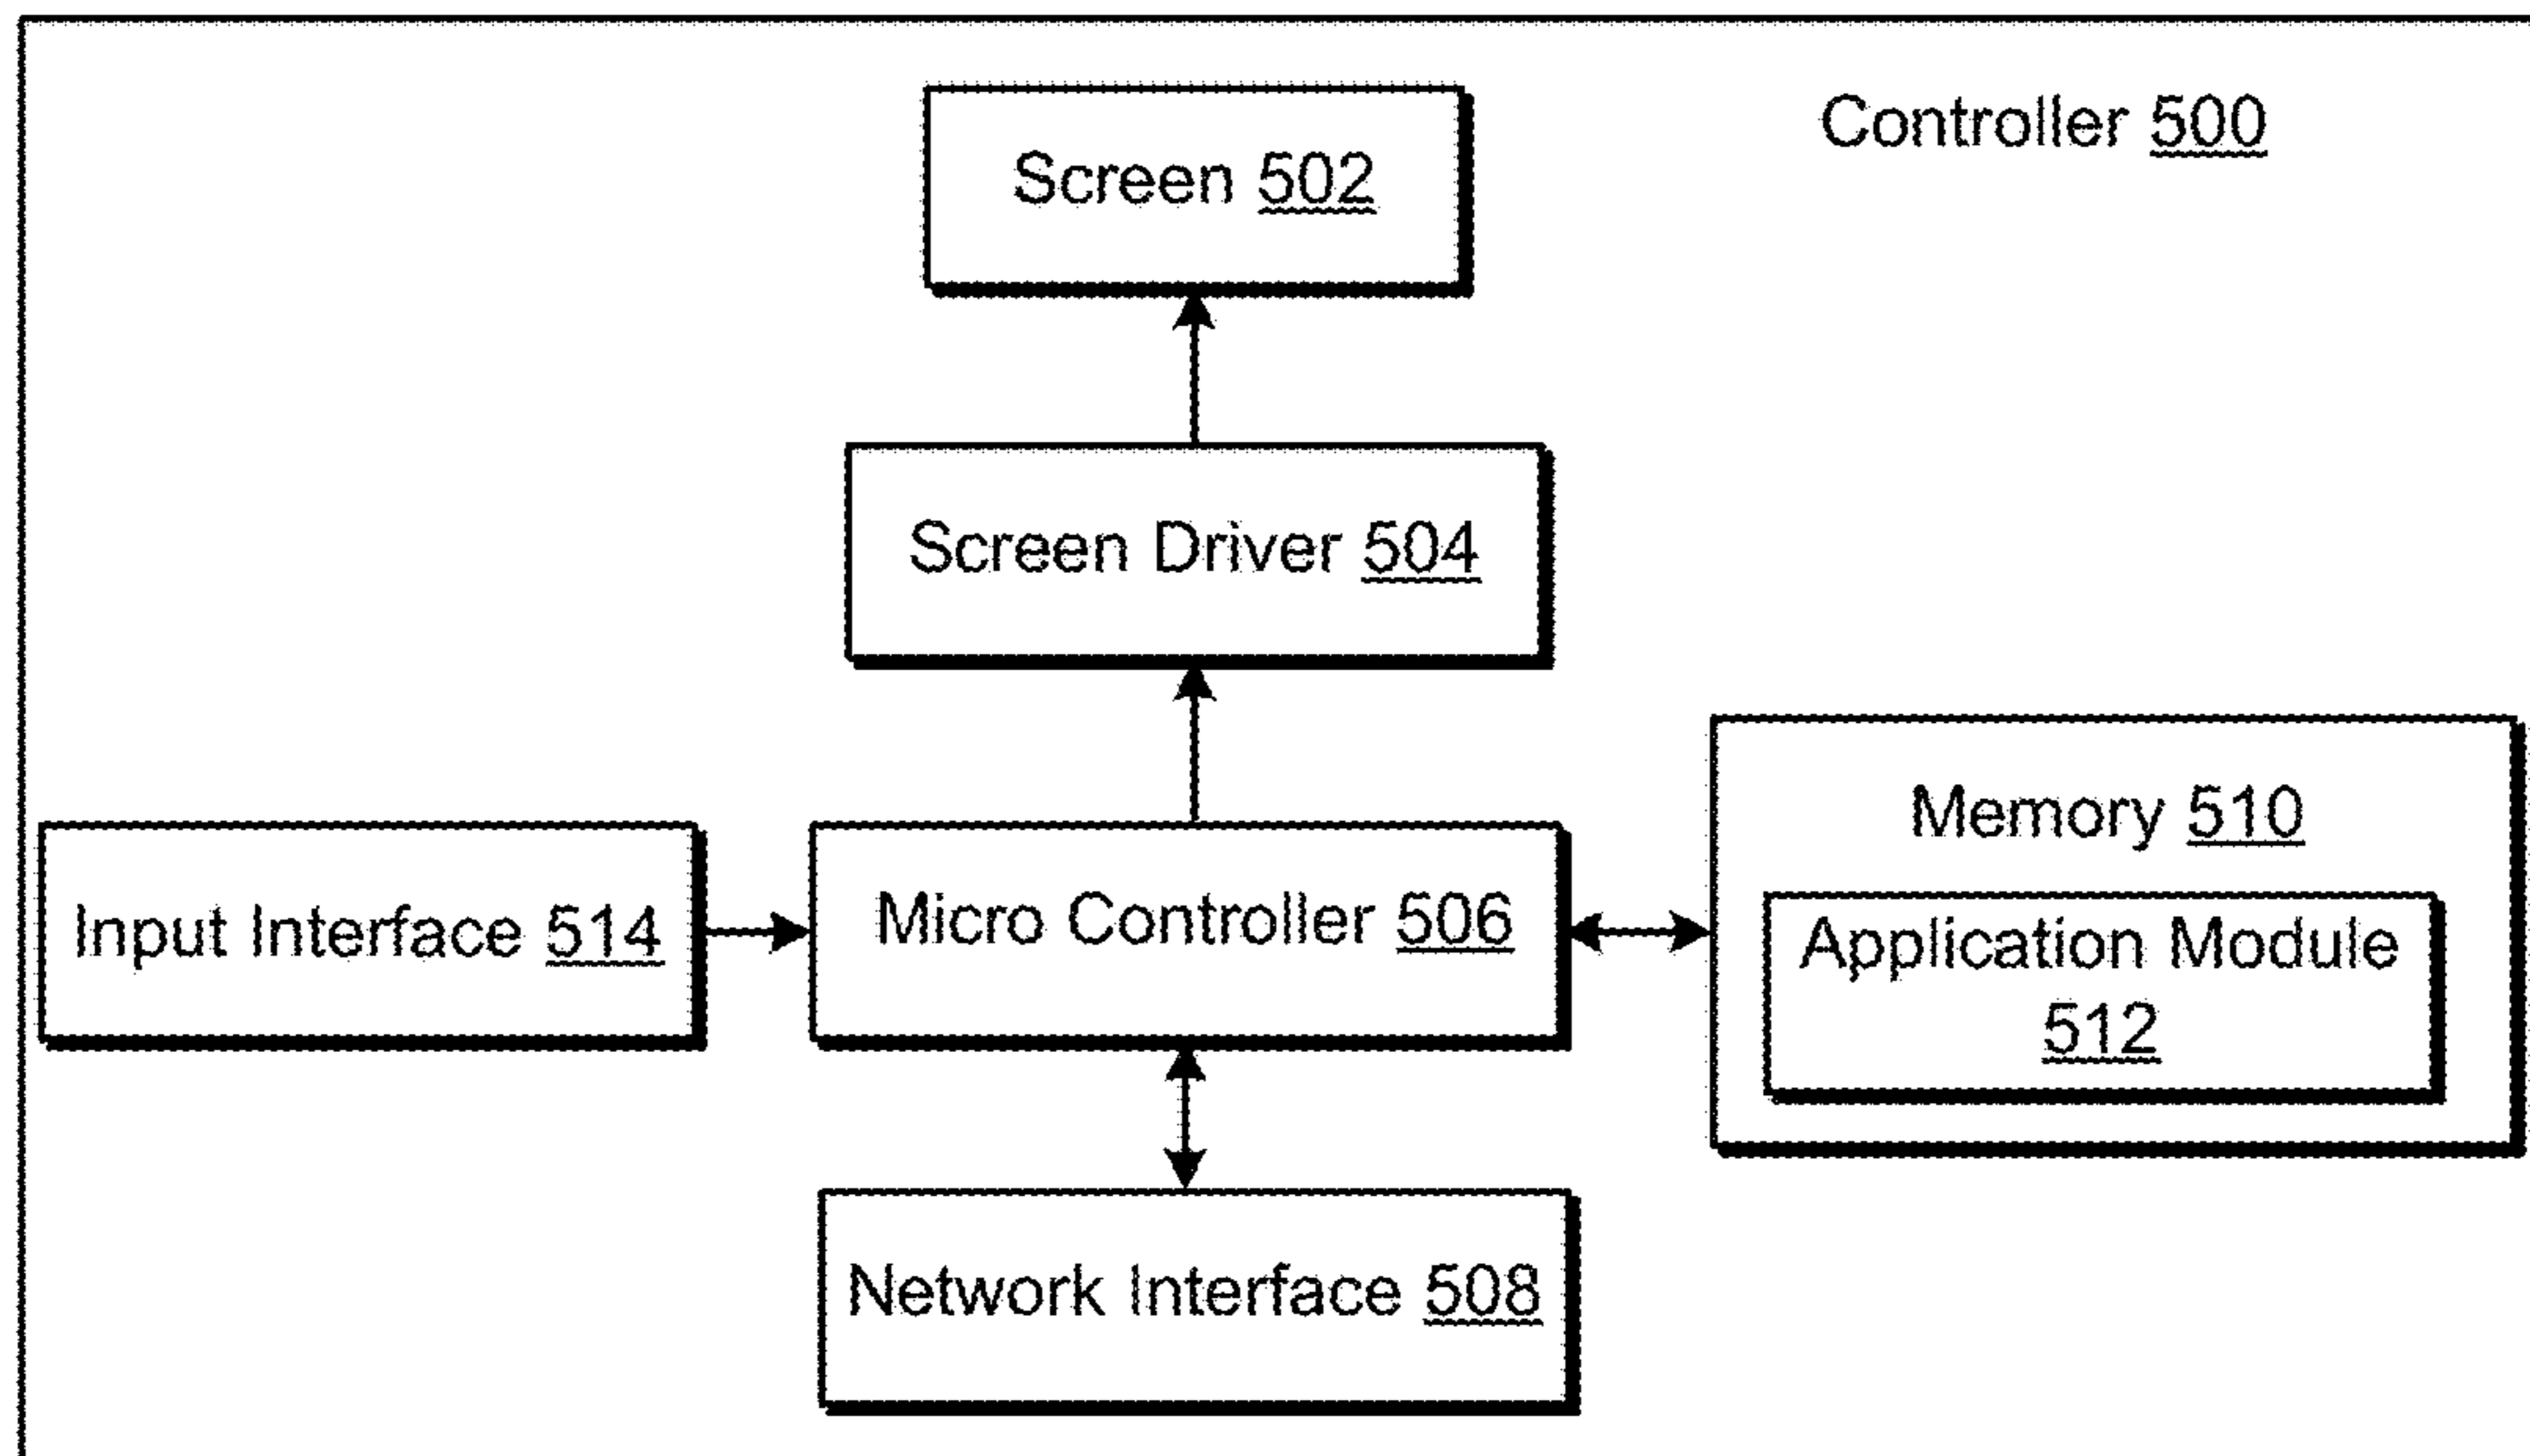 Controller 500
Screen 502
Screen Driver 504
Memory 510
Input Interface 514
Micro Controller 506
Application Module
512
Network Interface 508